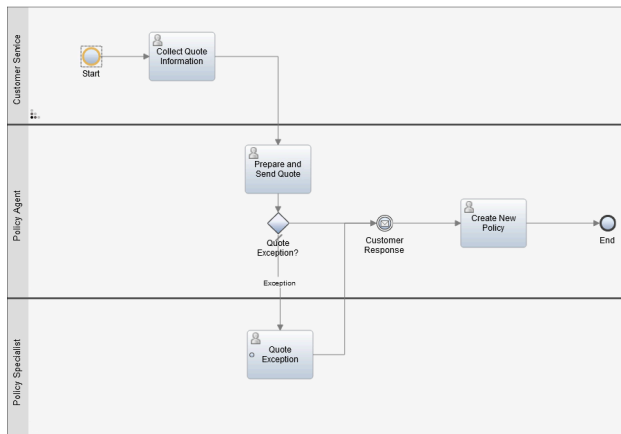 Customer Service
Start
Collect Quote
Information
Policy Agent
Prepare and
Send Quote
Quote
Exception?
Exception
Customer
Response
Create New
Policy
End
Policy Specialist
Quote
Exception